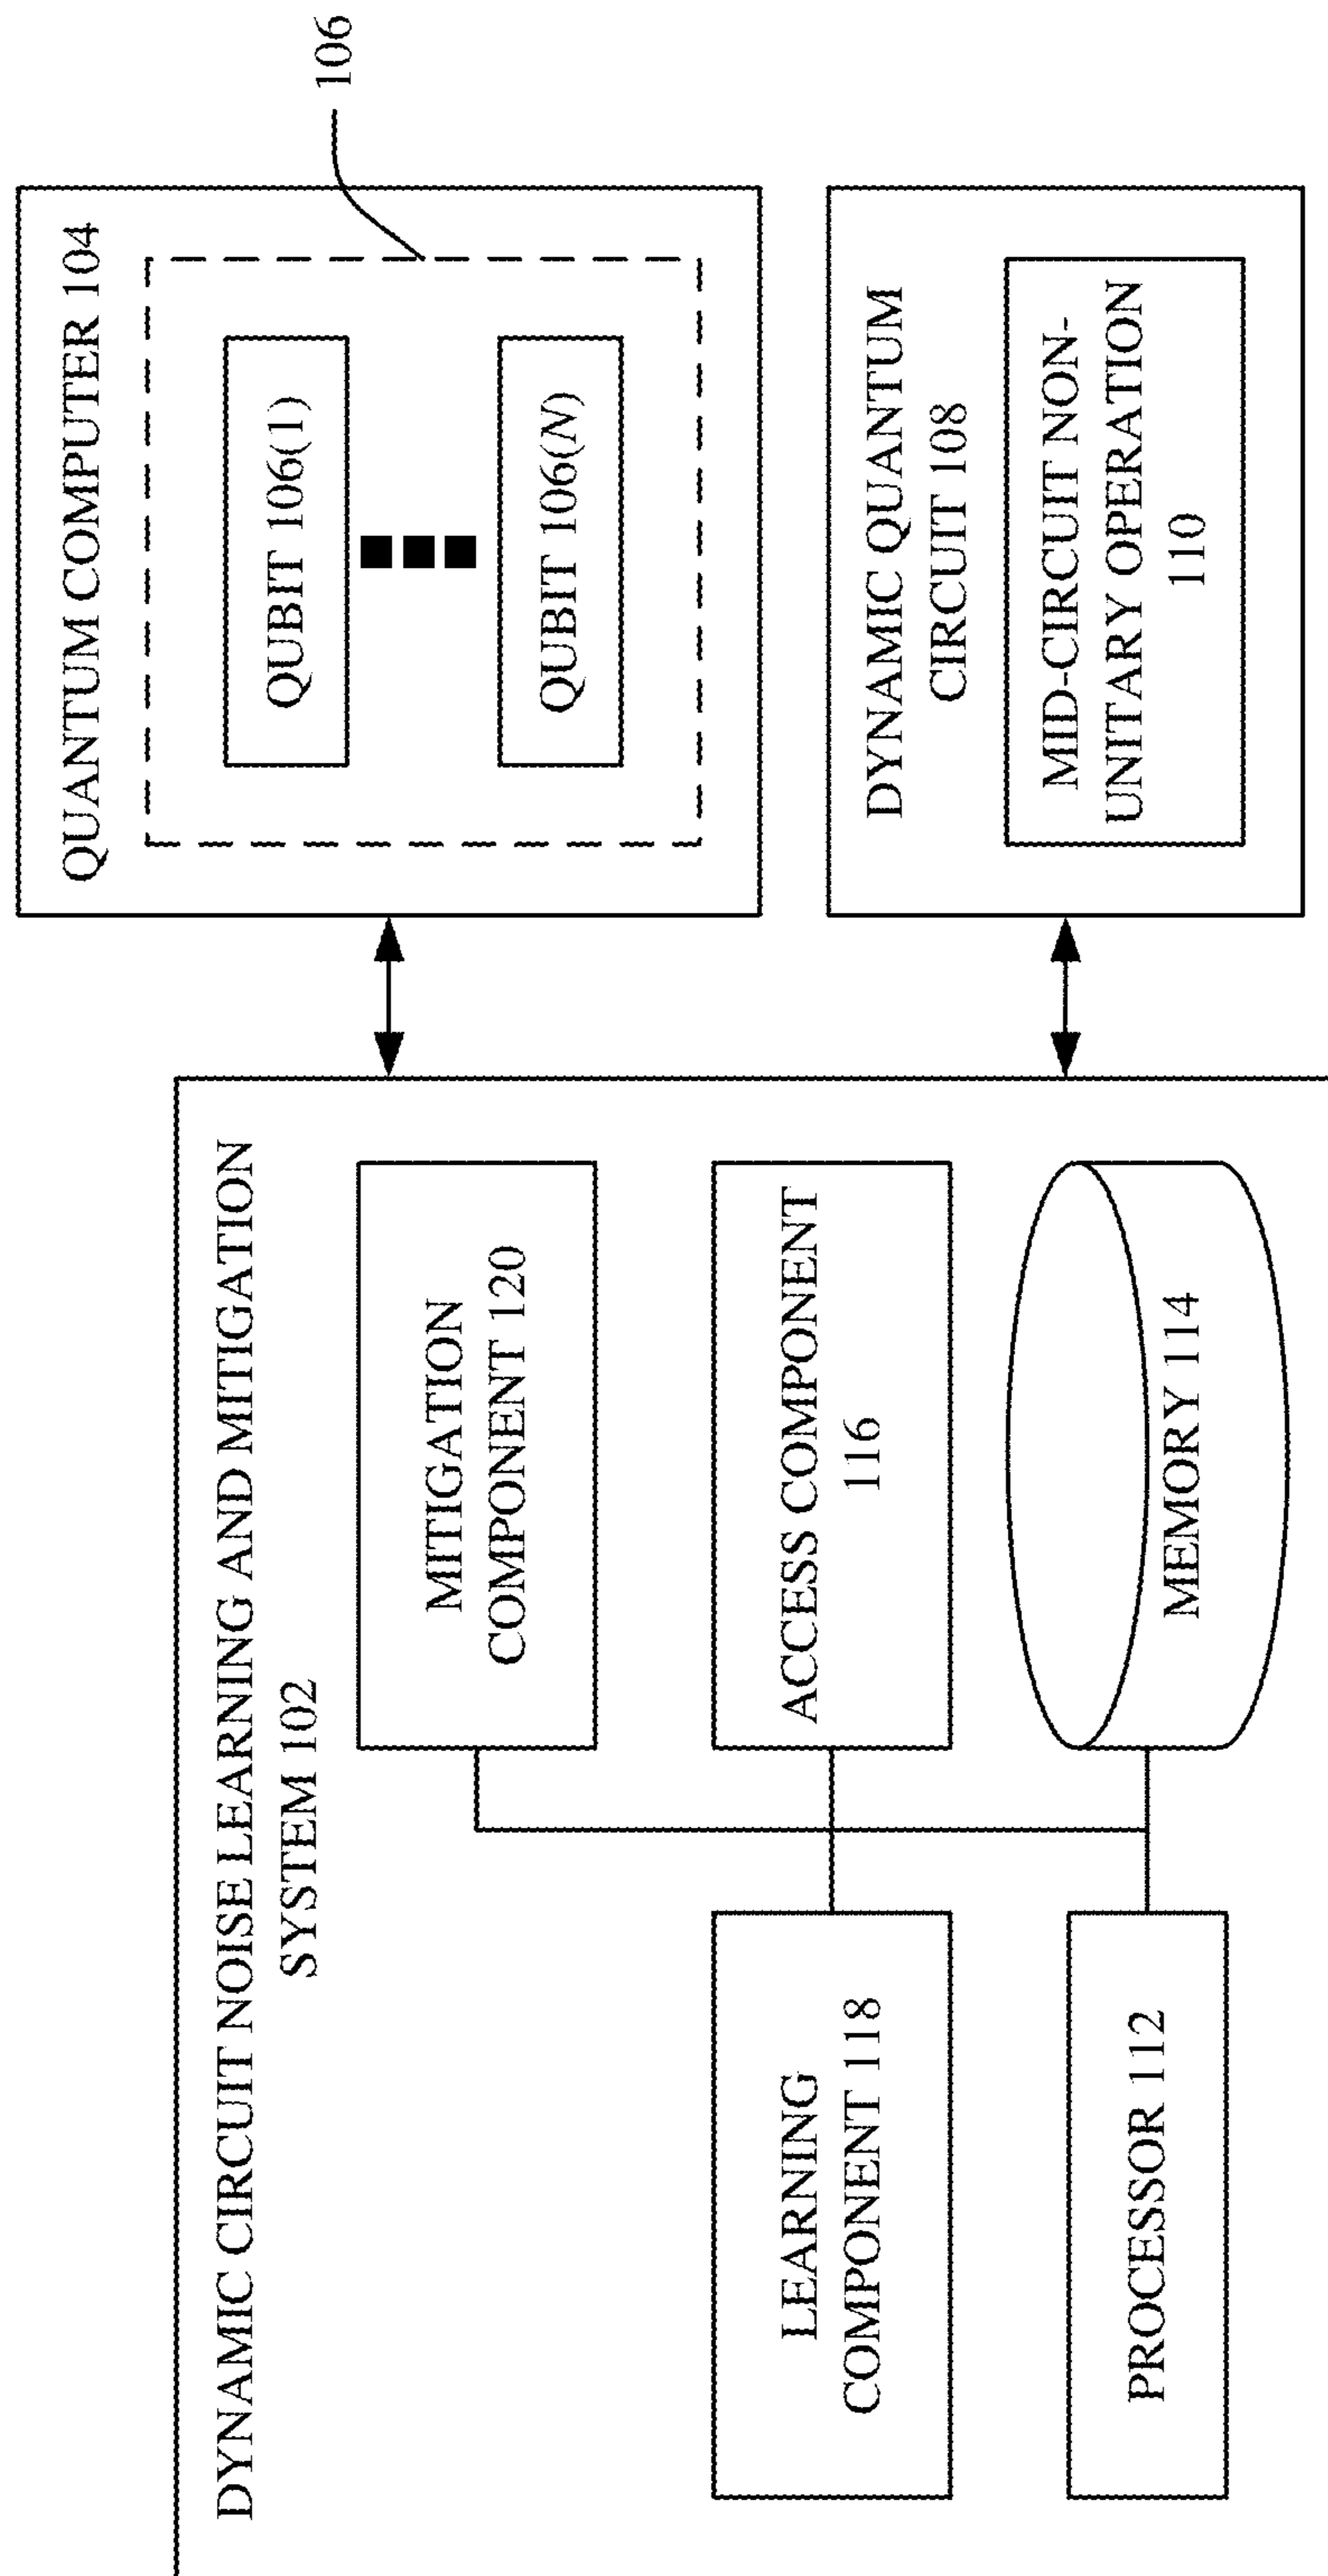 DYNAMIC CIRCUIT NOISE LEARNING AND MITIGATION
SYSTEM 102
MITIGATION
COMPONENT 120
LEARNING
COMPONENT 118
ACCESS COMPONENT
116
PROCESSOR 112
MEMORY 114
QUANTUM COMPUTER 104
QUBIT 106(1)
QUBIT 106(N)
106
DYNAMIC QUANTUM
CIRCUIT 108
MID-CIRCUIT NON-
UNITARY OPERATION
110